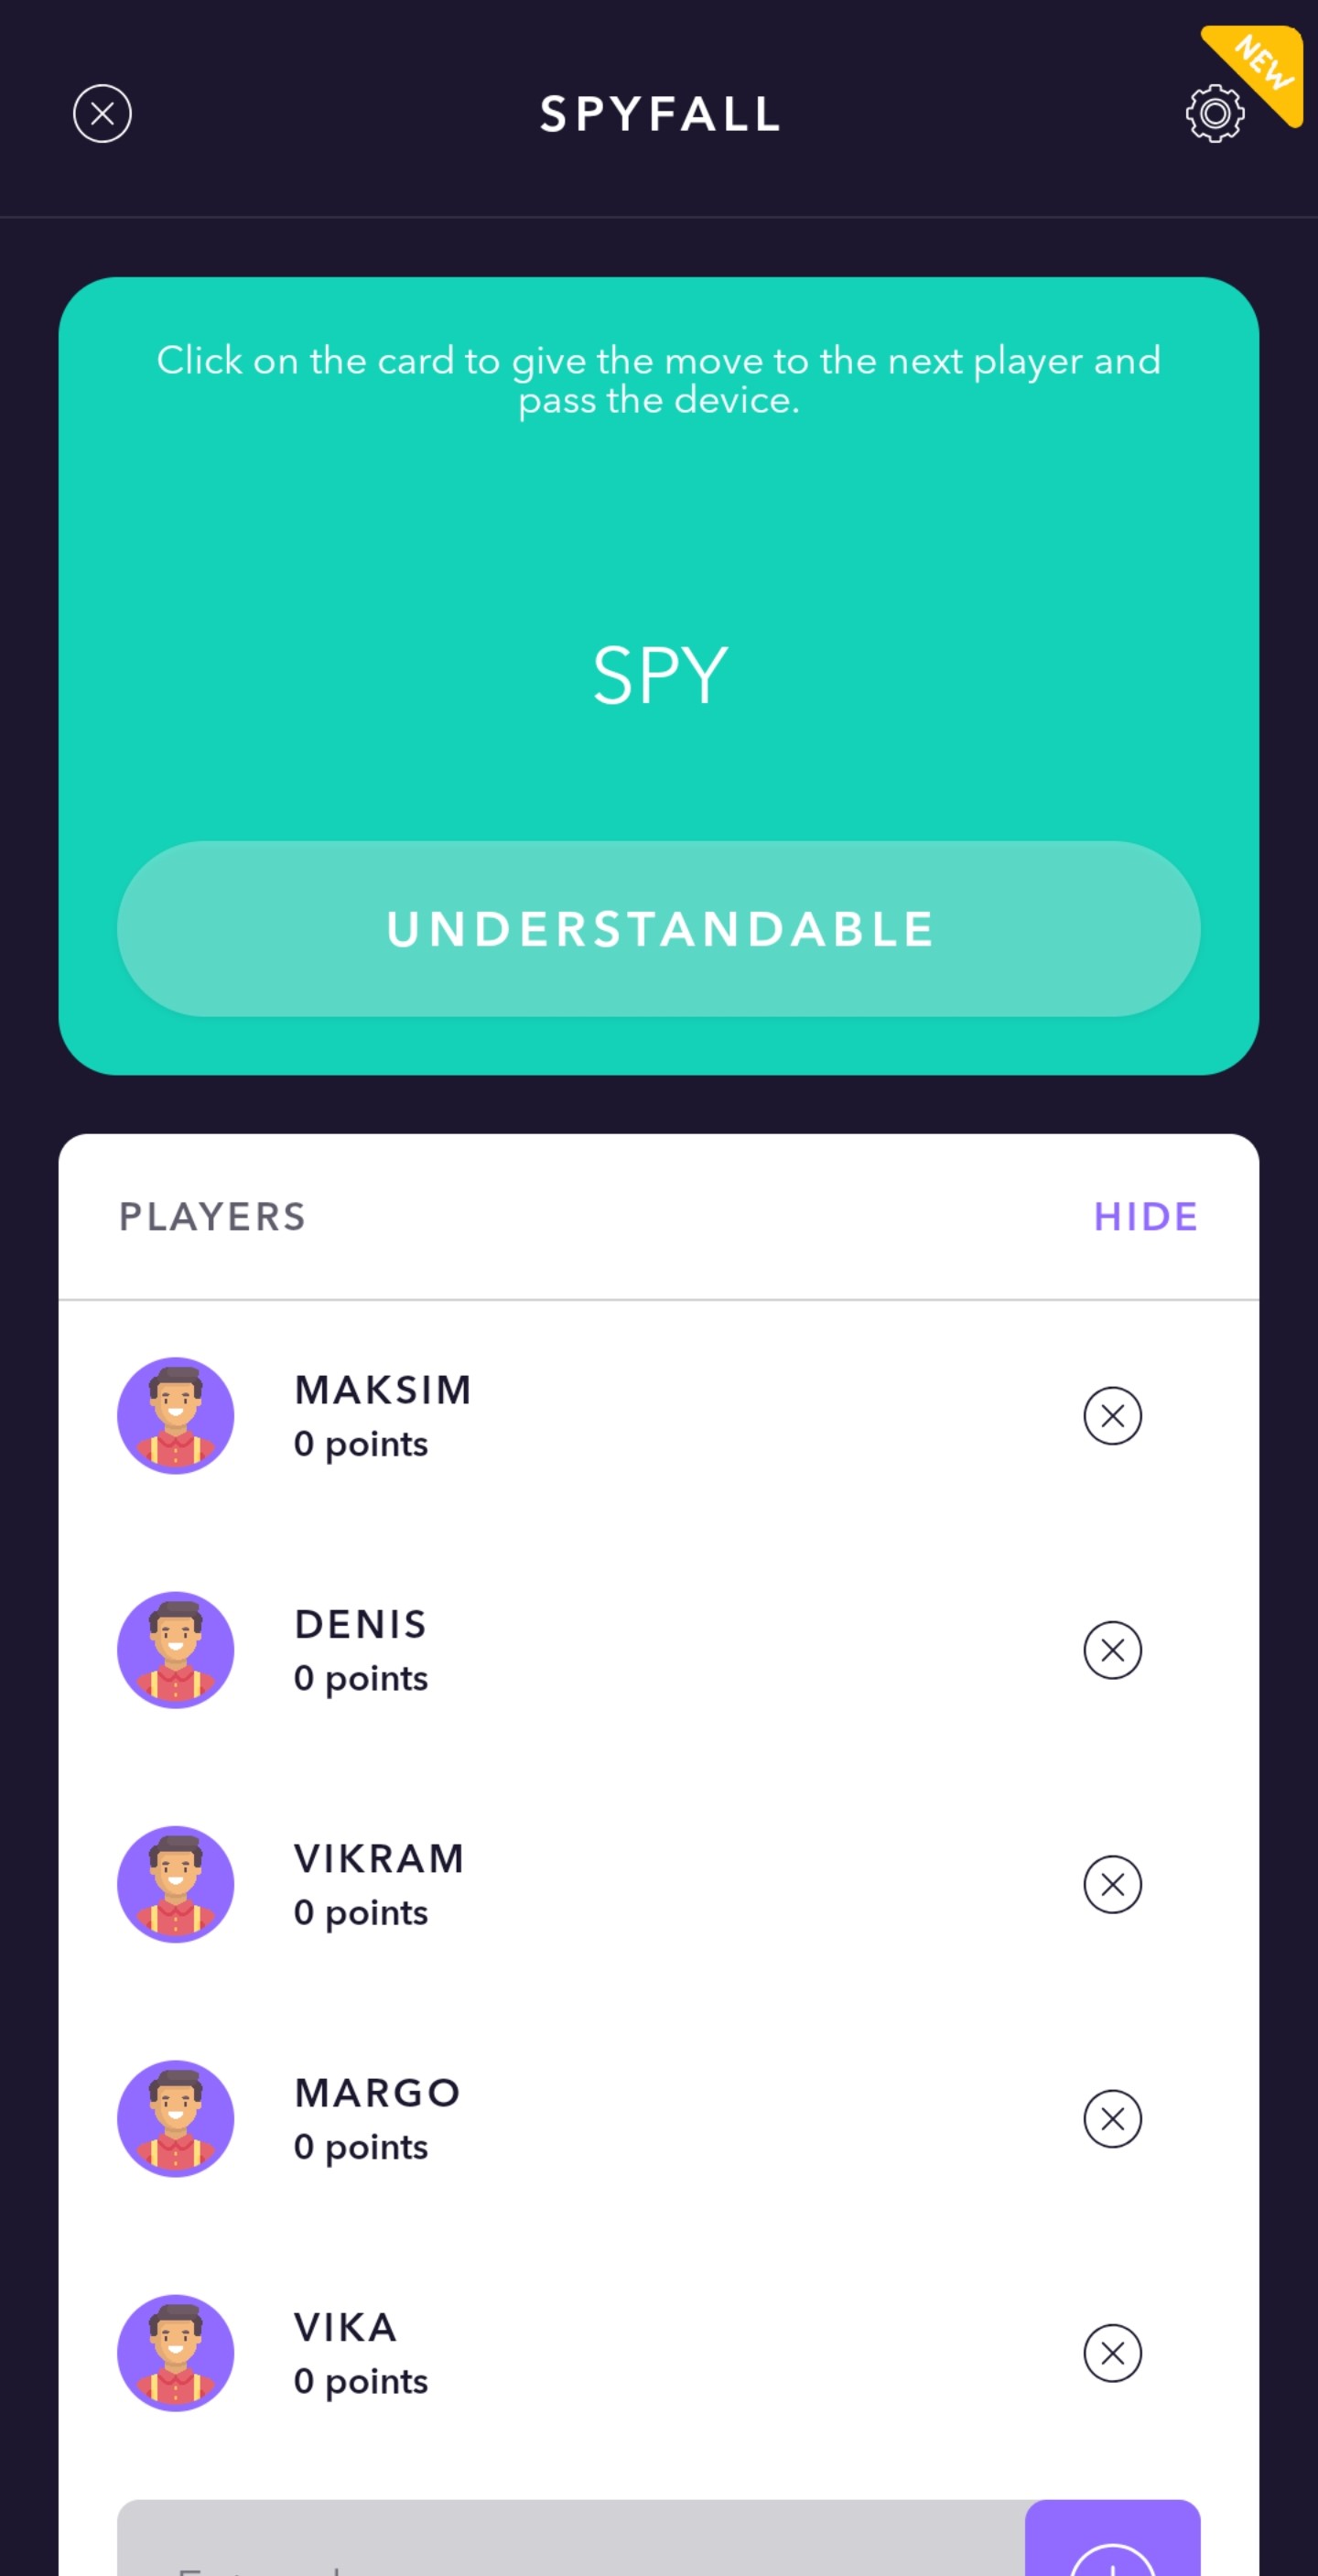 NEW
SPYFALL
Click on the card to give the move to the next player and
pass the device.
SPY
UNDERSTANDABLE
PLAYERS
HIDE
MAKSIM
0 points
DENIS
0 points
VIKRAM
0 points
MARGO
0 points
VIKA
0 points